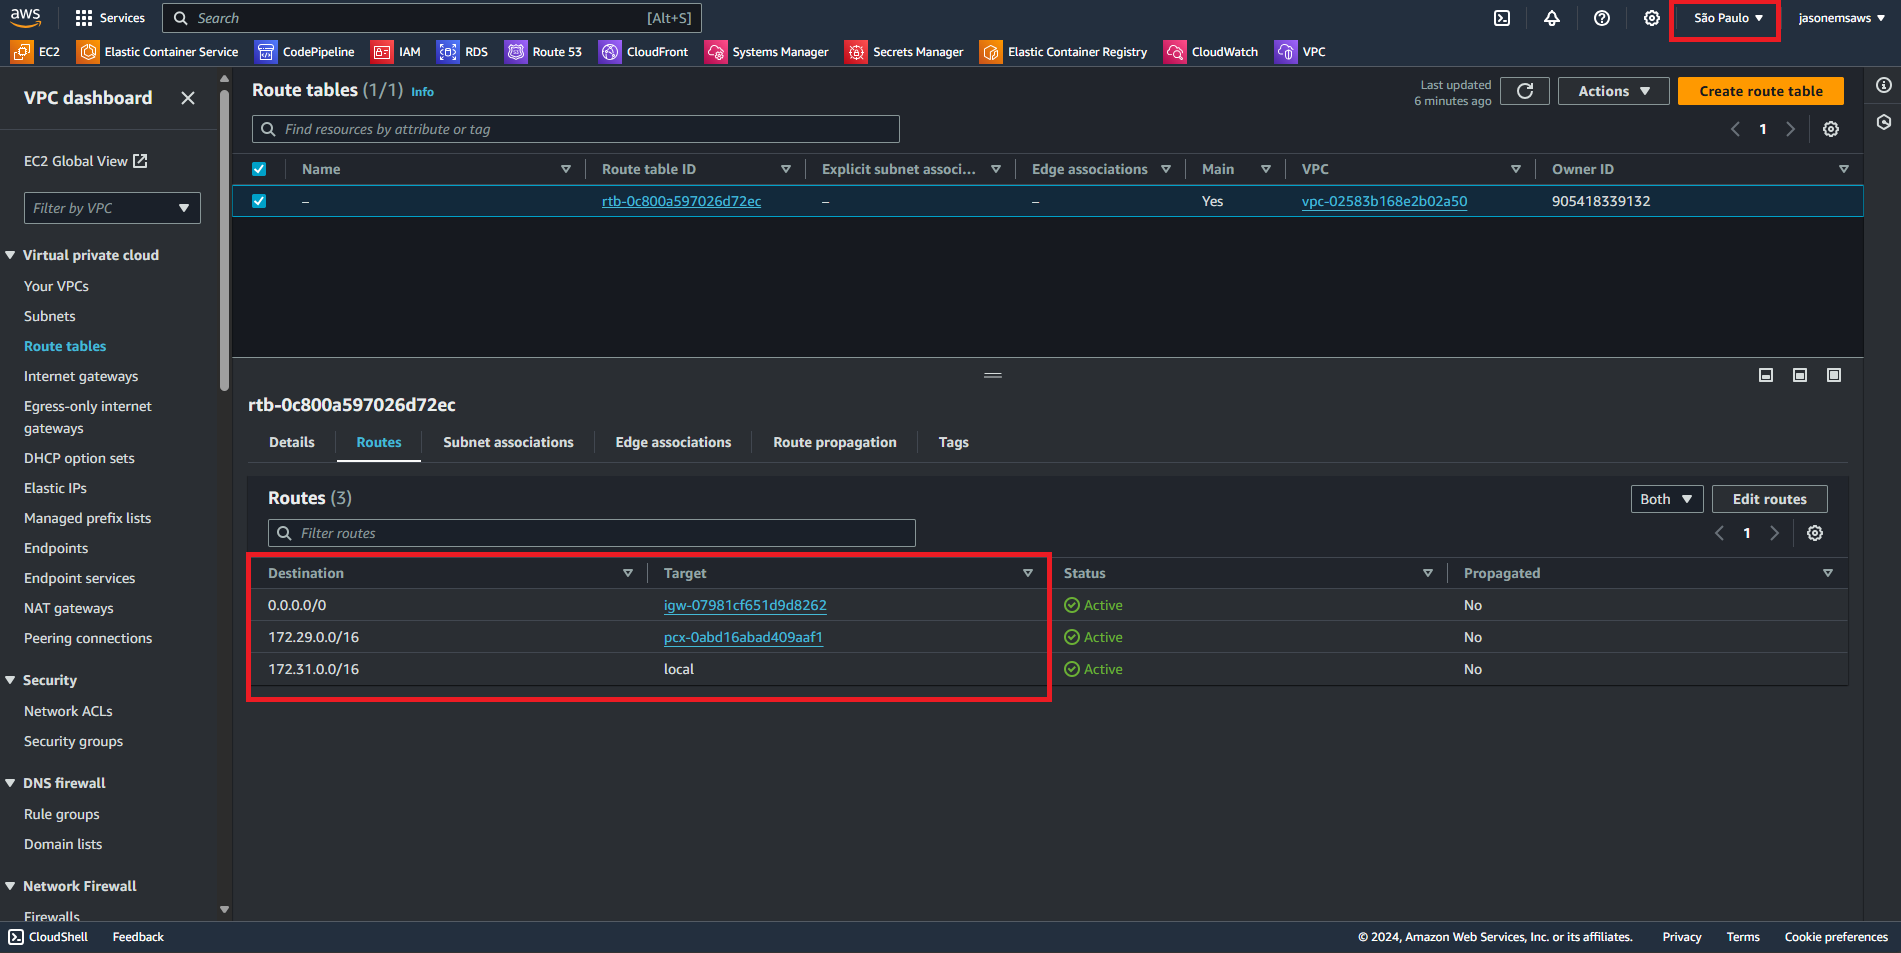 aws
Services
Search
[Alt+S]
São Paulo
jasonemsaws
EC2
Elastic Container Service
CodePipeline
IAM
RDS
Route 53
CloudFront
Systems Manager
Secrets Manager
Elastic Container Registry
CloudWatch
VPC
VPC dashboard
EC2 Global View
Filter by VPC
Virtual private cloud
Your VPCs
Subnets
Route tables
Internet gateways
Egress-only internet
gateways
DHCP option sets
Elastic IPs
Managed prefix lists
Endpoints
Endpoint services
NAT gateways
Peering connections
Security
Network ACLs
Security groups
DNS firewall
Rule groups
Domain lists
Network Firewall
Firewalls
Route tables (1/1) Info
Last updated
6 minutes ago
Actions
Create route table
Find resources by attribute or tag
1
Name Route table ID Explicit subnet associ... Edge associations Main VPC Owner ID
– rtb-0c800a597026d72ec – – Yes vpc-02583b168e2b02a50 905418339132
rtb-0c800a597026d72ec
Details Routes Subnet associations Edge associations Route propagation Tags
Routes (3)
Both
Edit routes
Filter routes
1
Destination Target Status Propagated
0.0.0.0/0 igw-07981cf651d9d8262 Active No
172.29.0.0/16 pcx-0abd16abad409aaf1 Active No
172.31.0.0/16 local Active No
CloudShell Feedback
© 2024, Amazon Web Services, Inc. or its affiliates. Privacy Terms Cookie preferences